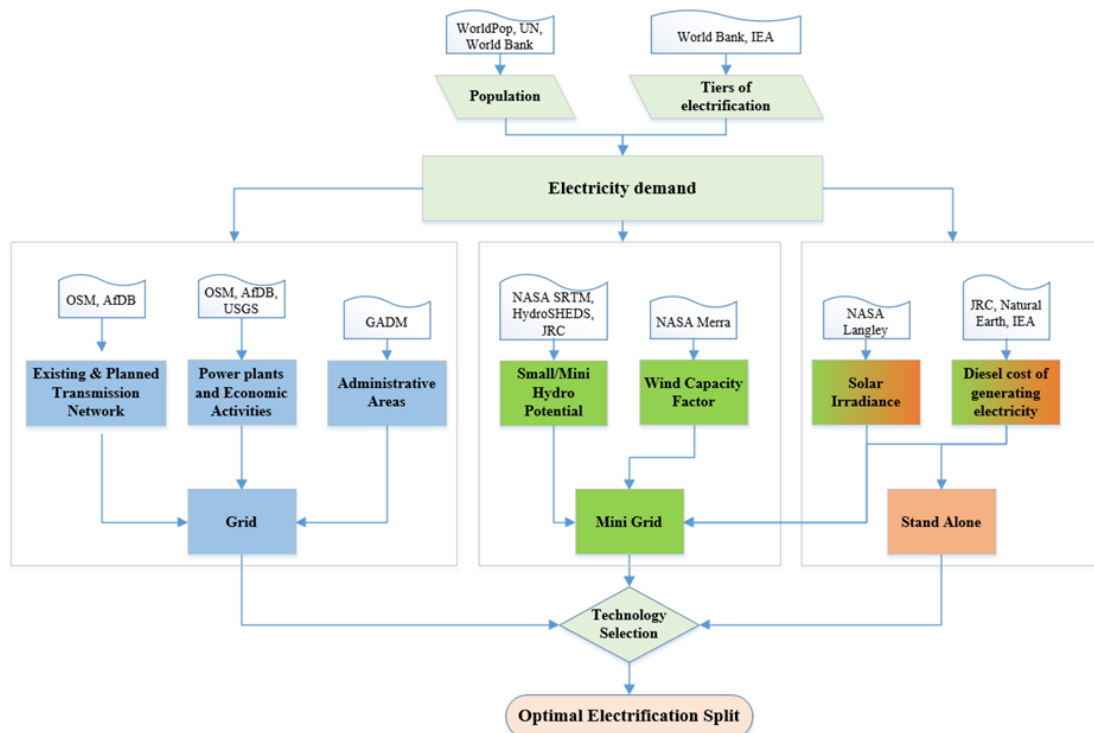 WorldPop, UN,
World Bank
World Bank, IEA
Population
Tiers of
electrification
Electricity demand
OSM, AfDB
OSM, AfDB,
USGS
GADM
NASA SRTM,
HydroSHEDS,
JRC
NASA Merra
NASA
Langley
JRC, Natural
Earth, IEA
Existing & Planned
Transmission
Network
Power plants
and Economic
Activities
Administrative
Areas
Small/Mini
Hydro
Potential
Wind Capacity
Factor
Solar
Irradiance
Diesel cost of
generating
electricity
Grid
Mini Grid
Stand Alone
Technology
Selection
Optimal Electrification Split